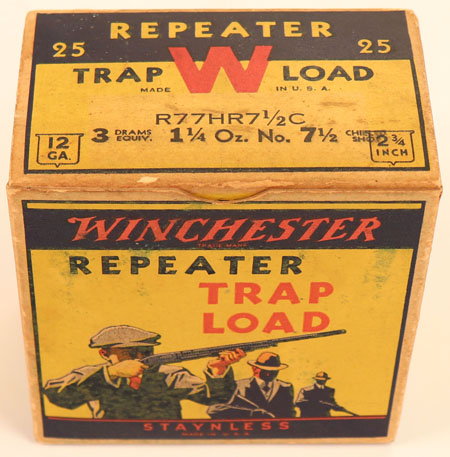 REPEATER
25 W 25
TRAP LOAD
MADE IN U.S.A.
R77HR7½C
12 GA. 3 DRAMS EQUIV. 1¼ Oz. No. 7½ CHILLED SHOT 2¾ INCH
WINCHESTER
TRADE MARK
REPEATER
TRAP
LOAD
STAYNLESS
MADE IN U.S.A.